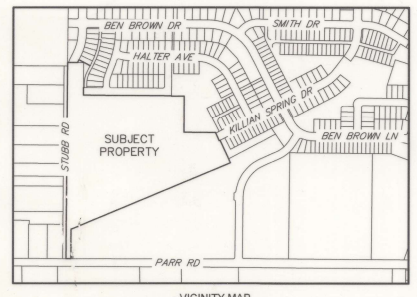 BEN BROWN DR
SMITH DR
HALTER AVE
KILLIAN SPRING DR
STUBB RD
SUBJECT
PROPERTY
BEN BROWN LN
PARR RD
VICINITY MAP